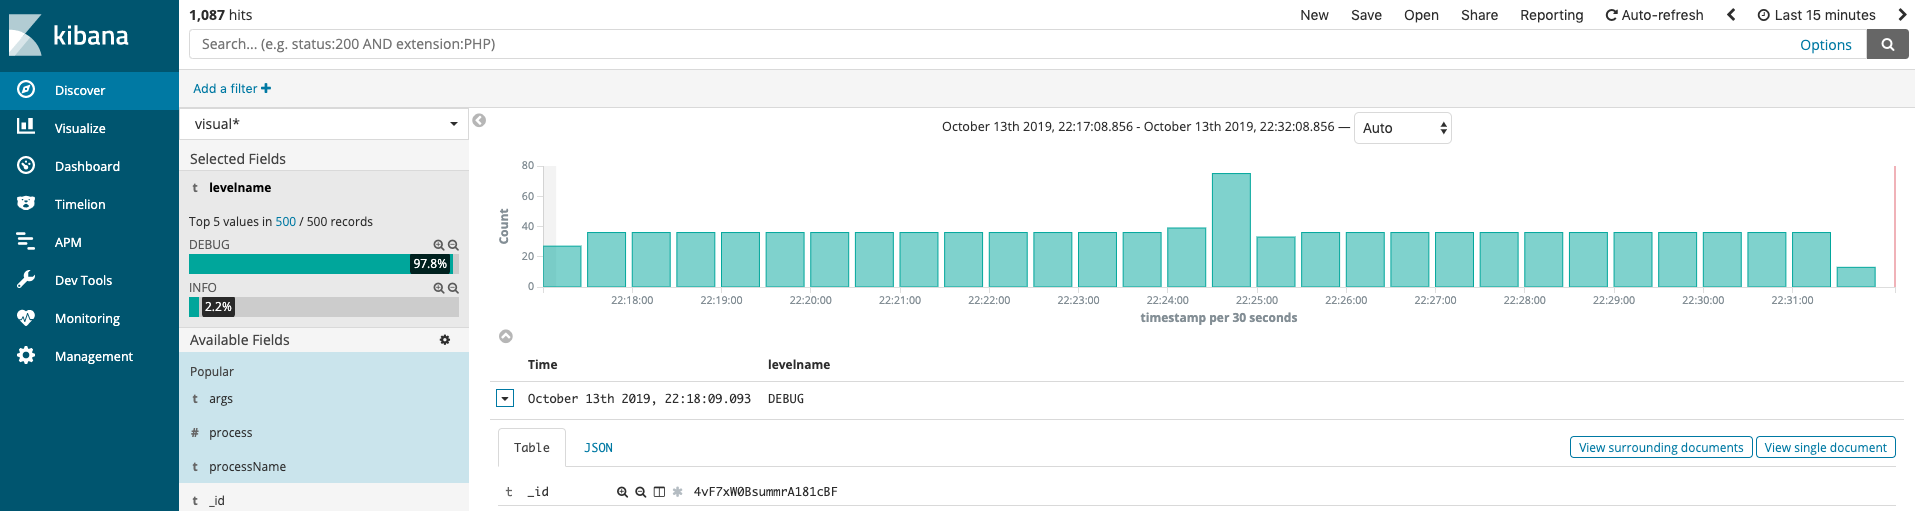 kibana
Discover
Visualize
Dashboard
Timelion
APM
Dev Tools
Monitoring
Management
1,087 hits
New Save Open Share Reporting Auto-refresh Last 15 minutes
Search... (e.g. status:200 AND extension:PHP) Options
Add a filter
visual*
Selected Fields
t levelname
Top 5 values in 500 / 500 records
DEBUG
97.8%
INFO
2.2%
Available Fields
Popular
t args
# process
t processName
t _id
October 13th 2019, 22:17:08.856 - October 13th 2019, 22:32:08.856 — Auto
80
60
40
20
0
Count
22:18:00 22:19:00 22:20:00 22:21:00 22:22:00 22:23:00 22:24:00 22:25:00 22:26:00 22:27:00 22:28:00 22:29:00 22:30:00 22:31:00
timestamp per 30 seconds
Time levelname
October 13th 2019, 22:18:09.093 DEBUG
Table JSON View surrounding documents View single document
t _id 4vF7xW0BsummrA181cBF